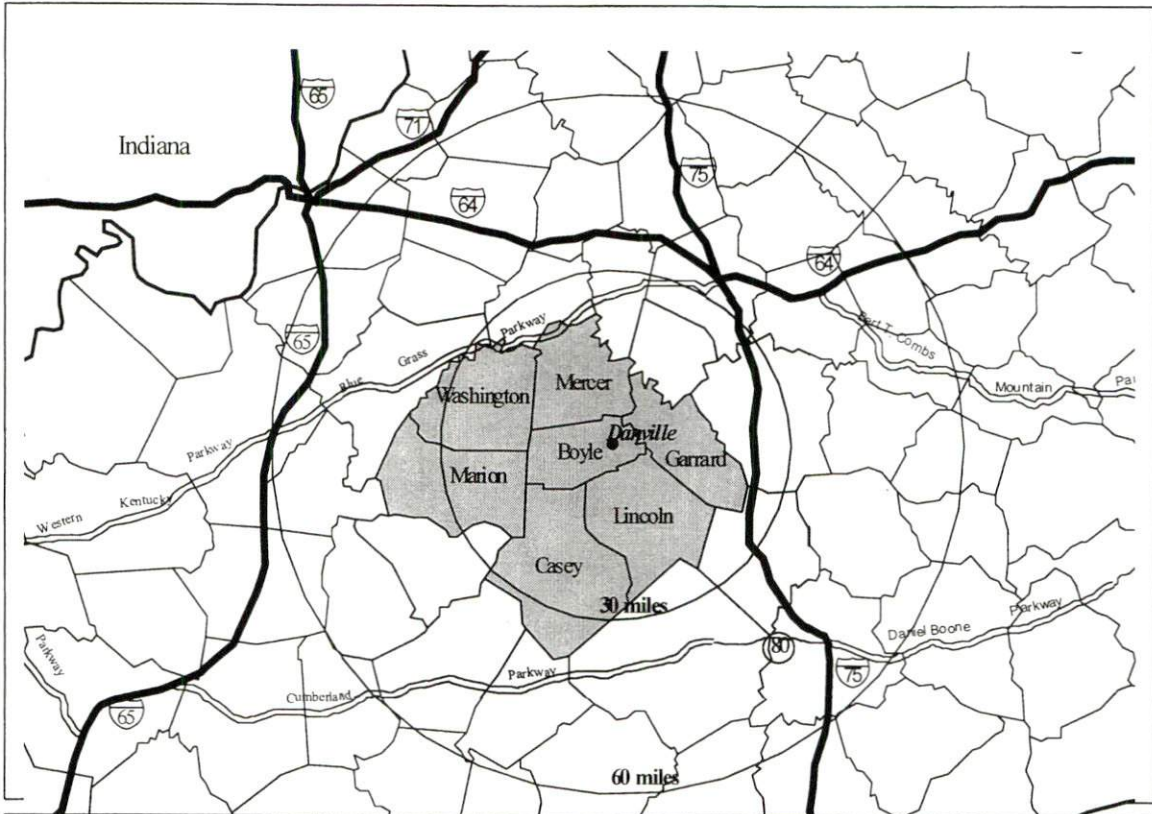 65
71
Indiana
75
64
64
65
Parkway
Bert T. Combs
Grass
Blue
Mountain
Mercer
Washington
Danville
Boyle
Garrard
Parkway
Marion
Kentucky
Western
Lincoln
Casey
30 miles
Parkway
Daniel Boone
80
Parkway
Parkway
75
Cumberland
65
60 miles